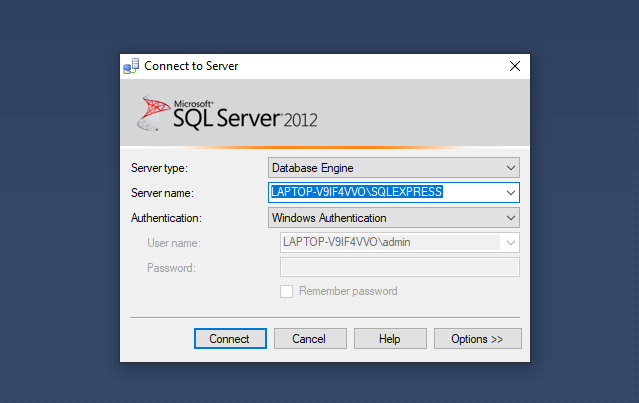 Connect to Server
Microsoft®
SQL Server® 2012
Server type: Database Engine
Server name: LAPTOP-V9IF4VVO\SQLEXPRESS
Authentication: Windows Authentication
User name: LAPTOP-V9IF4VVO\admin
Password:
Remember password
Connect Cancel Help Options >>